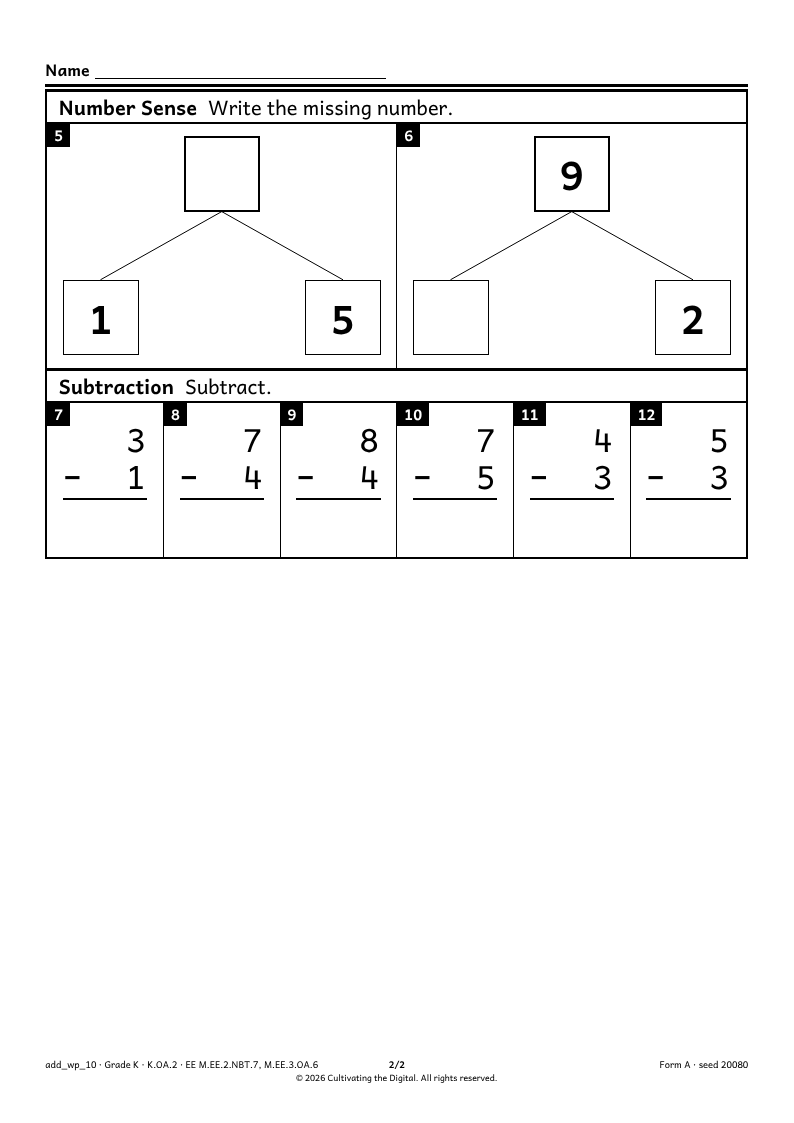 Name
Number Sense Write the missing number.
5 6
9
1 5 2
Subtraction Subtract.
7 8 9 10 11 12
3 7 8 7 4 5
− 1 − 4 − 4 − 5 − 3 − 3
add_wp_10 · Grade K · K.OA.2 · EE M.EE.2.NBT.7, M.EE.3.OA.6 2/2 Form A · seed 20080
© 2026 Cultivating the Digital. All rights reserved.